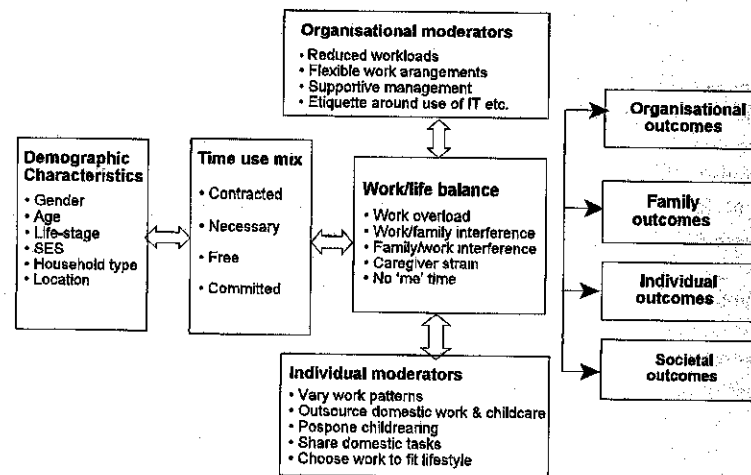 Organisational moderators
• Reduced workloads
• Flexible work arangements
• Supportive management
• Etiquette around use of IT etc.
Demographic
Characteristics
• Gender
• Age
• Life-stage
• SES
• Household type
• Location
Time use mix
• Contracted
• Necessary
• Free
• Committed
Work/life balance
• Work overload
• Work/family interference
• Family/work interference
• Caregiver strain
• No 'me' time
Individual moderators
• Vary work patterns
• Outsource domestic work & childcare
• Pospone childrearing
• Share domestic tasks
• Choose work to fit lifestyle
Organisational
outcomes
Family
outcomes
Individual
outcomes
Societal
outcomes